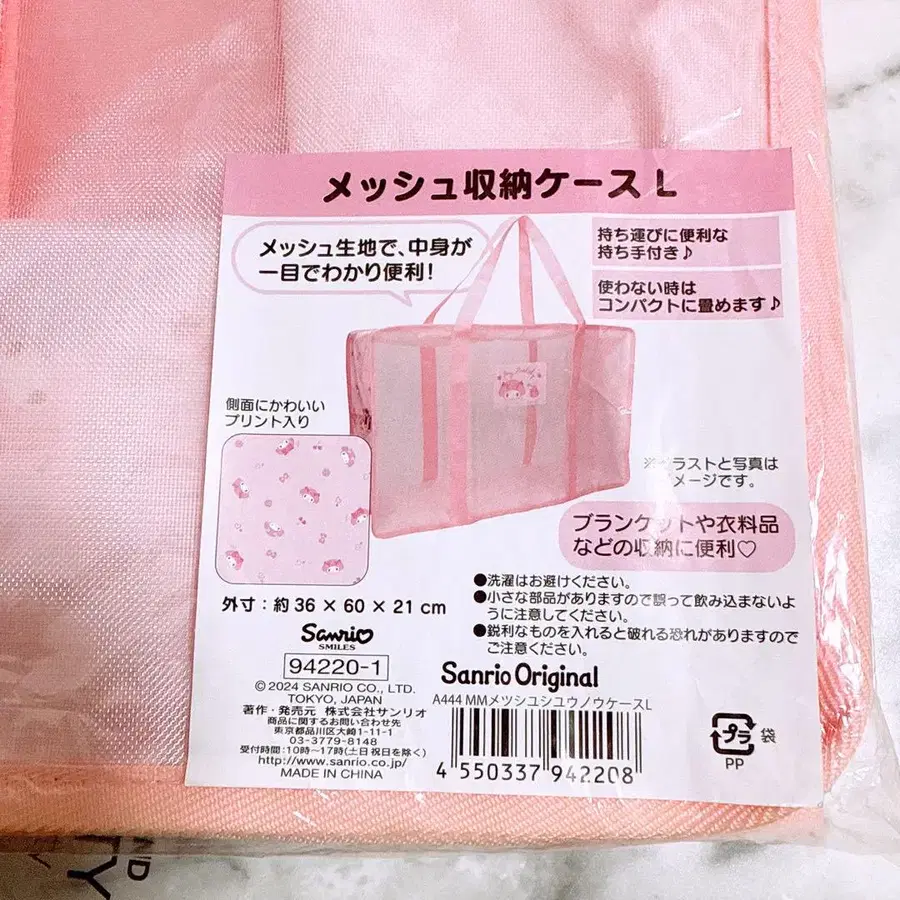 メッシュ収納ケースL
メッシュ生地で、中身が
一目でわかり便利!
持ち運びに便利な
持ち手付き♪
使わない時は
コンパクトに畳めます♪
側面にかわいい
プリント入り
※イラストと写真は
イメージです。
ブランケットや衣料品
などの収納に便利♡
外寸:約36×60×21cm
●洗濯はお避けください。
●小さな部品がありますので誤って飲み込まないよ
うに注意してください。
●鋭利なものを入れると破れる恐れがありますので
ご注意ください。
Sanrio
SMILES
94220-1
©2024 SANRIO CO., LTD.
TOKYO, JAPAN
著作・発売元 株式会社サンリオ
商品に関するお問い合わせ先
東京都品川区大崎1-11-1
03-3779-8148
受付時間:10時〜17時(土日祝日を除く)
http://www.sanrio.co.jp/
MADE IN CHINA
Sanrio Original
A444 MMメッシュシュウノウケースL
4 550337 942208
プラ
袋
PP